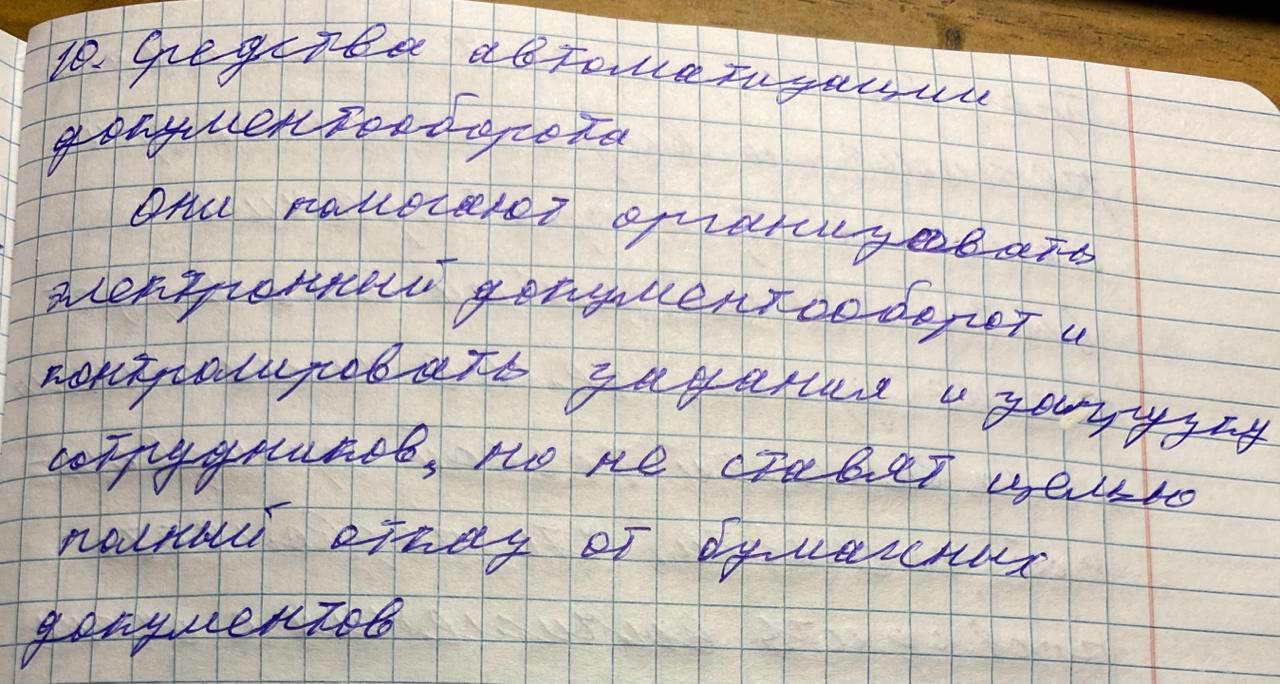 10. Средства автоматизации
документооборота
Они помогают организовать
электронный документооборот и
контролировать задания и загрузку
сотрудников, но не ставят целью
полный отказ от бумажных
документов